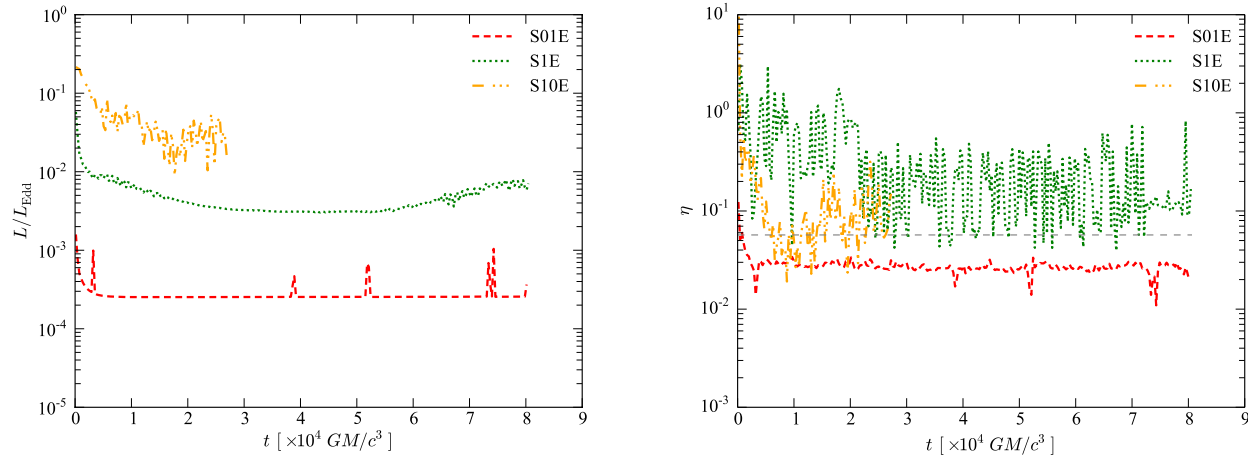 10^0
10^-1
10^-2
10^-3
10^-4
10^-5
L/L_Edd
S01E
S1E
S10E
0 1 2 3 4 5 6 7 8 9
t [ ×10^4 GM/c^3 ]
10^1
10^0
10^-1
10^-2
10^-3
η
S01E
S1E
S10E
0 1 2 3 4 5 6 7 8 9
t [ ×10^4 GM/c^3 ]